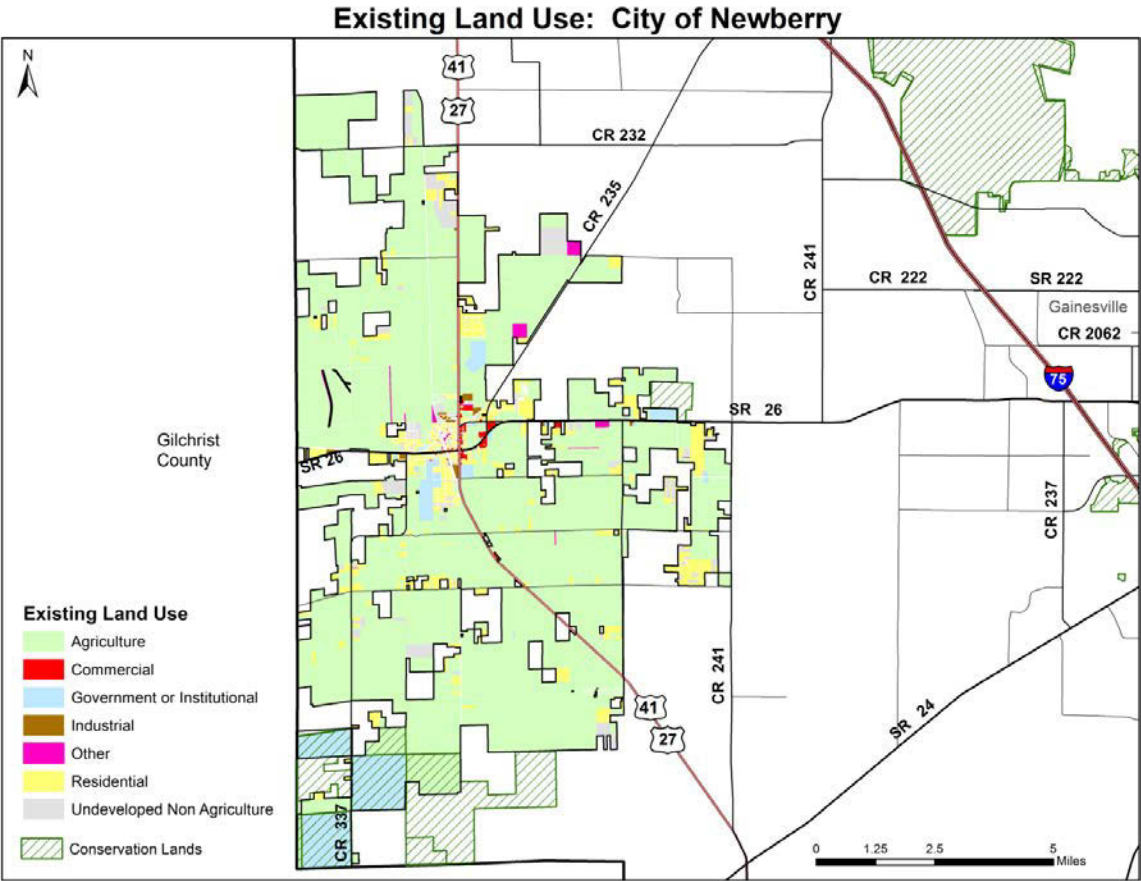 Existing Land Use: City of Newberry
N
41
27
CR 232
CR 235
CR 241
CR 222
SR 222
Gainesville
CR 2062
75
SR 26
Gilchrist
County
SR 26
CR 237
Existing Land Use
Agriculture
Commercial
Government or Institutional
Industrial
Other
Residential
Undeveloped Non Agriculture
Conservation Lands
CR 241
41
27
SR 24
CR 337
0 1.25 2.5 5
Miles